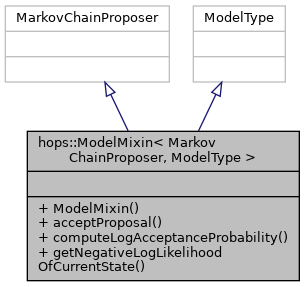 MarkovChainProposer
ModelType
hops::ModelMixin< Markov
ChainProposer, ModelType >
+ ModelMixin()
+ acceptProposal()
+ computeLogAcceptanceProbability()
+ getNegativeLogLikelihood
OfCurrentState()